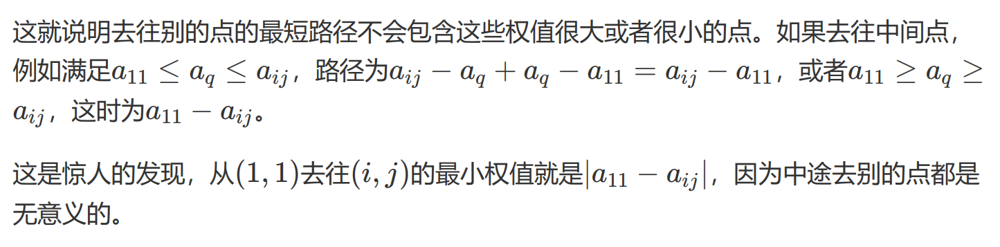 这就说明去往别的点的最短路径不会包含这些权值很大或者很小的点。如果去往中间点，
例如满足$a_{11} \leq a_q \leq a_{ij}$，路径为$a_{ij} - a_q + a_q - a_{11} = a_{ij} - a_{11}$，或者$a_{11} \geq a_q \geq$
$a_{ij}$，这时为$a_{11} - a_{ij}$。
这是惊人的发现，从$(1,1)$去往$(i,j)$的最小权值就是$|a_{11} - a_{ij}|$，因为中途去别的点都是
无意义的。